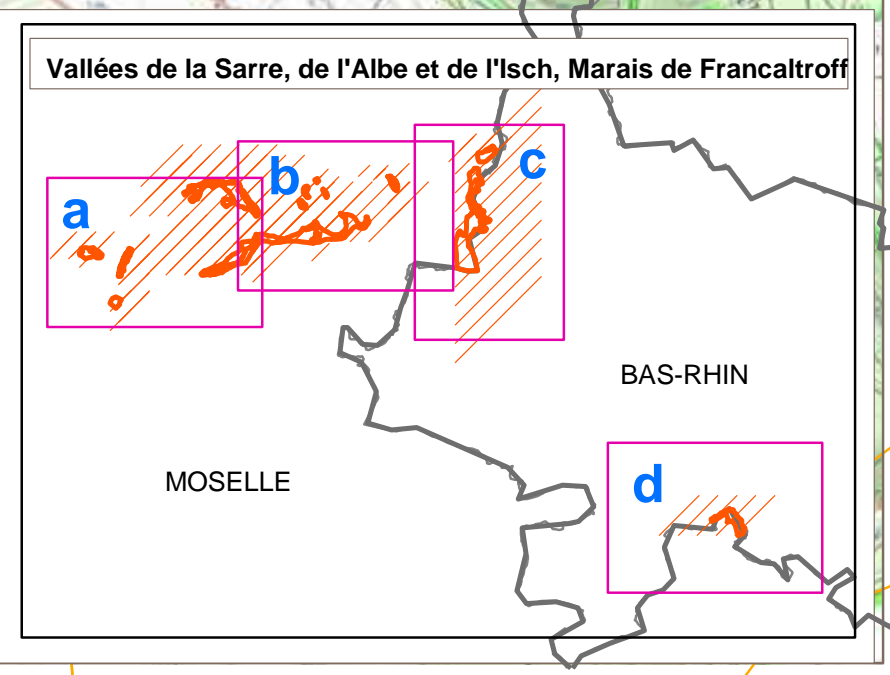 Vallées de la Sarre, de l'Albe et de l'Isch, Marais de Francaltroff
a
b
c
BAS-RHIN
MOSELLE
d